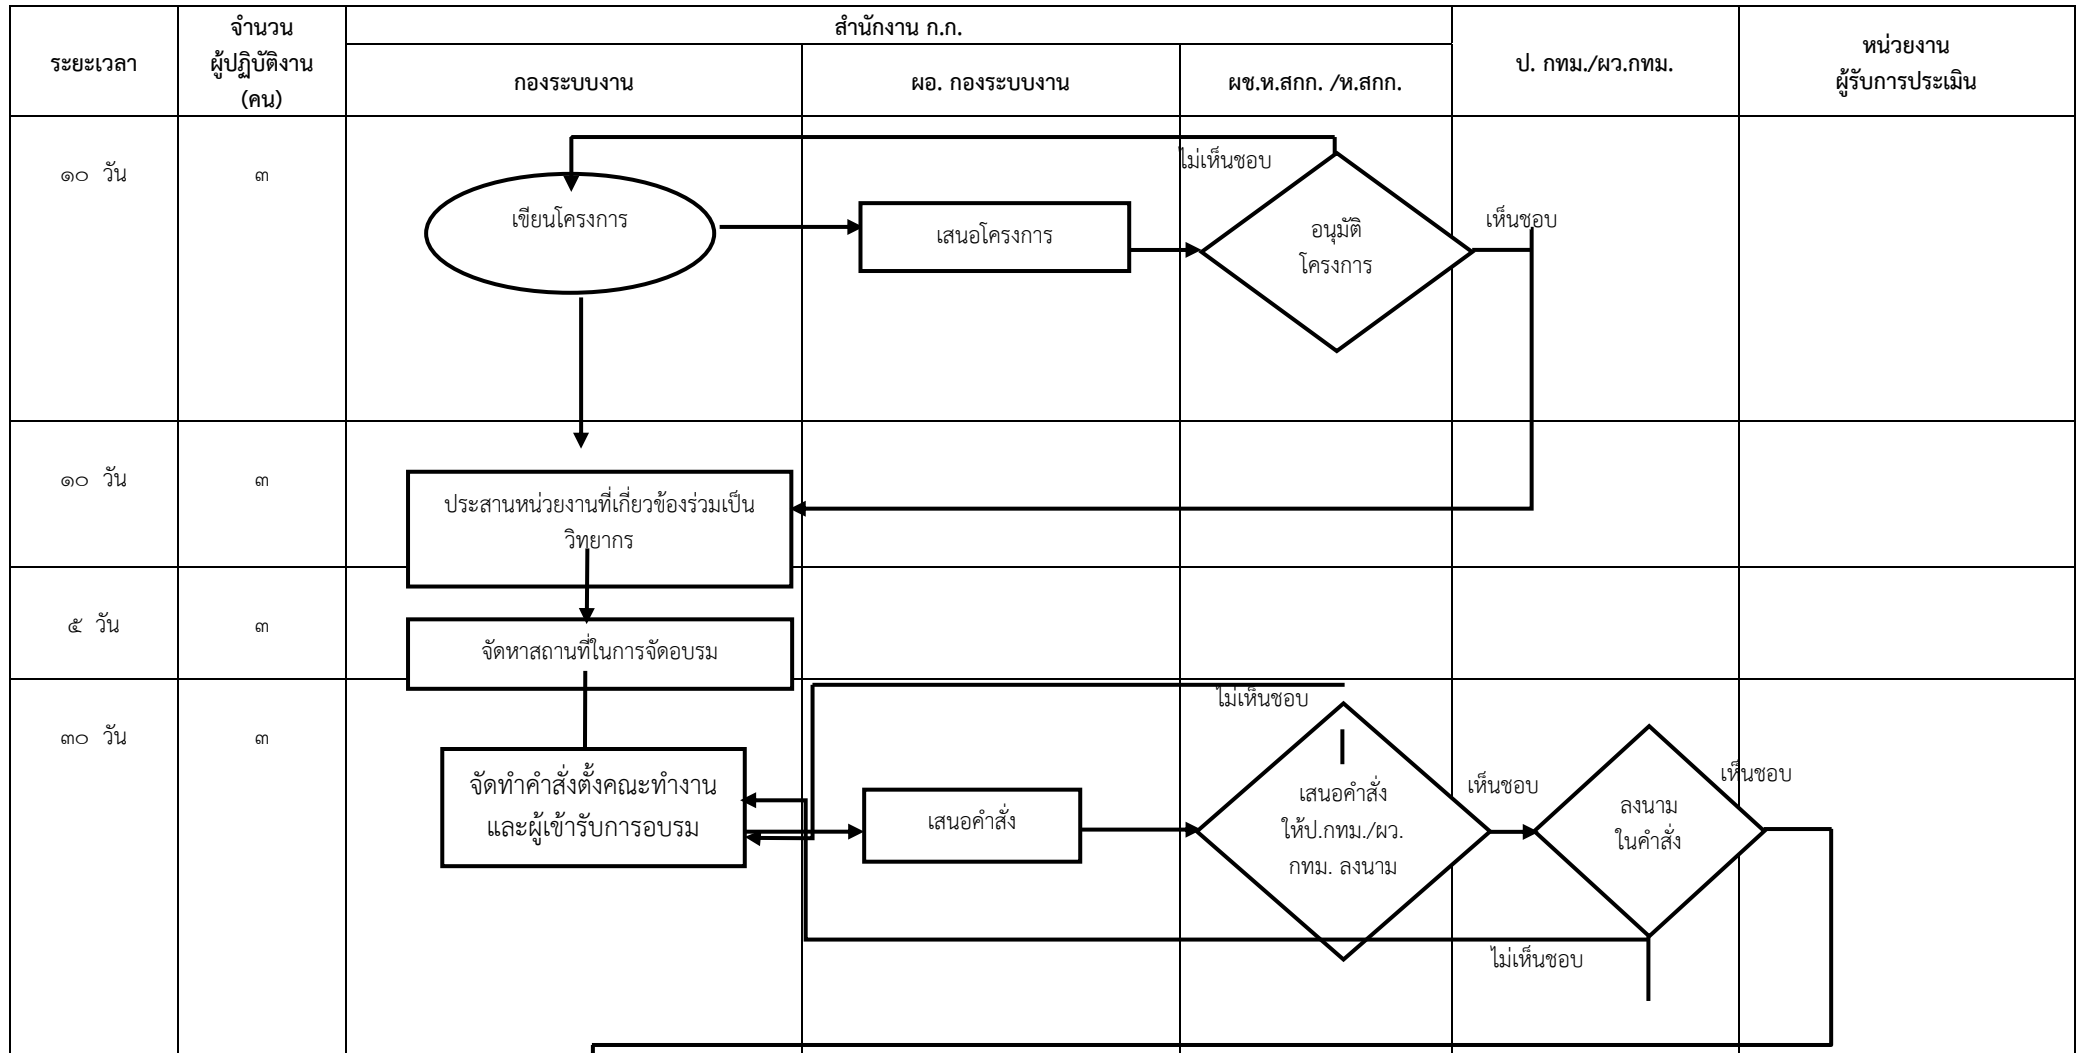 ระยะเวลา
จำนวน
ผู้ปฏิบัติงาน
(คน)
สำนักงาน ก.ก.
กองระบบงาน
ผอ. กองระบบงาน
ผช.ห.สกก. /ห.สกก.
ป. กทม./ผว.กทม.
หน่วยงาน
ผู้รับการประเมิน
๑๐ วัน
๓
เขียนโครงการ
เสนอโครงการ
ไม่เห็นชอบ
อนุมัติ
โครงการ
เห็นชอบ
๑๐ วัน
๓
ประสานหน่วยงานที่เกี่ยวข้องร่วมเป็น
วิทยากร
๕ วัน
๓
จัดหาสถานที่ในการจัดอบรม
๓๐ วัน
๓
จัดทำคำสั่งตั้งคณะทำงาน
และผู้เข้ารับการอบรม
เสนอคำสั่ง
ไม่เห็นชอบ
เสนอคำสั่ง
ให้ป.กทม./ผว.
กทม. ลงนาม
เห็นชอบ
ลงนาม
ในคำสั่ง
เห็นชอบ
ไม่เห็นชอบ